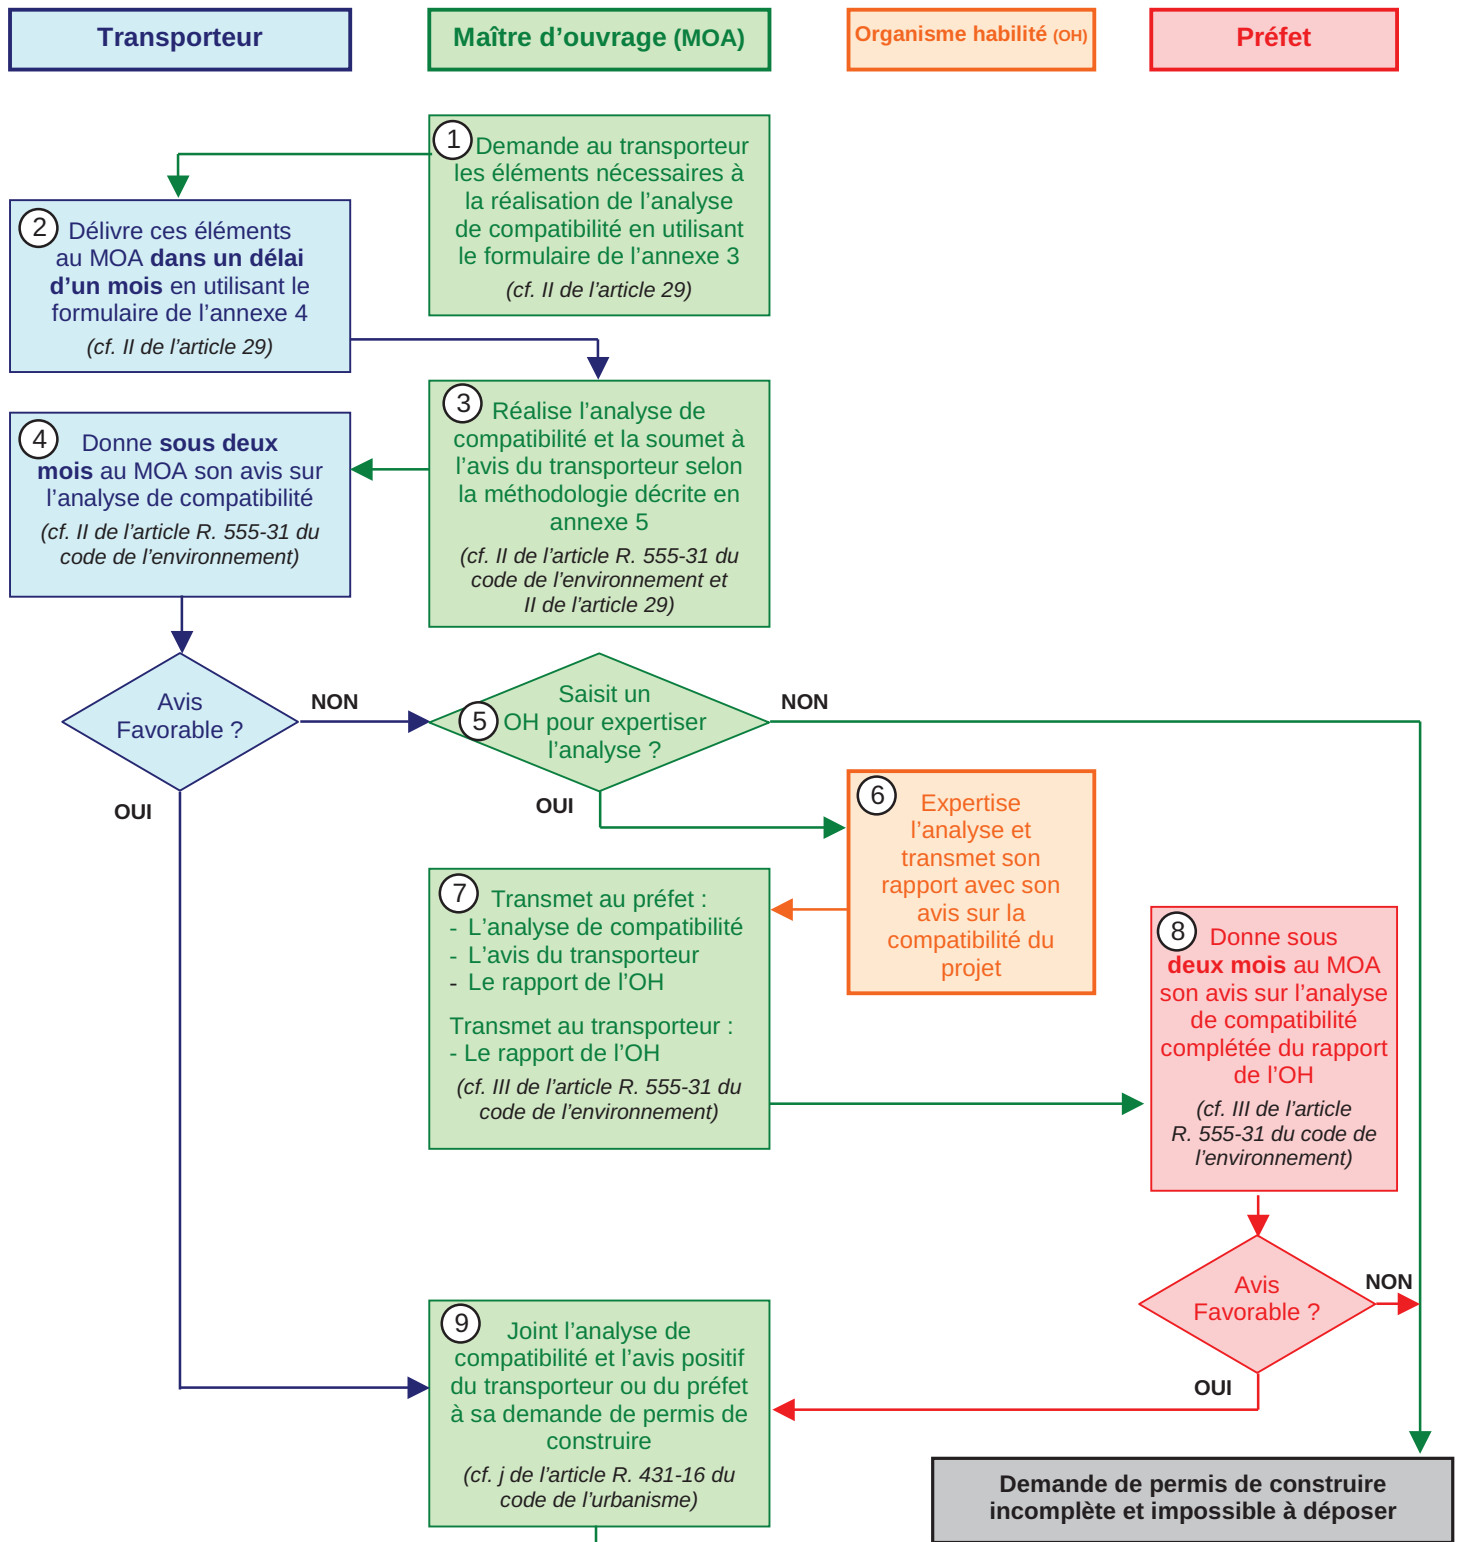 Transporteur
Maître d’ouvrage (MOA)
Organisme habilité (OH)
Préfet
1
Demande au transporteur
les éléments nécessaires à
la réalisation de l’analyse
de compatibilité en utilisant
le formulaire de l’annexe 3
(cf. II de l’article 29)
2
Délivre ces éléments
au MOA dans un délai
d’un mois en utilisant le
formulaire de l’annexe 4
(cf. II de l’article 29)
3
Réalise l’analyse de
compatibilité et la soumet à
l’avis du transporteur selon
la méthodologie décrite en
annexe 5
(cf. II de l’article R. 555-31 du
code de l’environnement et
II de l’article 29)
4
Donne sous deux
mois au MOA son avis sur
l’analyse de compatibilité
(cf. II de l’article R. 555-31 du
code de l’environnement)
Avis
Favorable ?
NON
OUI
5
Saisit un
OH pour expertiser
l’analyse ?
NON
OUI
6
Expertise
l’analyse et
transmet son
rapport avec son
avis sur la
compatibilité du
projet
7
Transmet au préfet :
- L’analyse de compatibilité
- L’avis du transporteur
- Le rapport de l’OH
Transmet au transporteur :
- Le rapport de l’OH
(cf. III de l’article R. 555-31 du
code de l’environnement)
8
Donne sous
deux mois au MOA
son avis sur l’analyse
de compatibilité
complétée du rapport
de l’OH
(cf. III de l’article
R. 555-31 du code de
l’environnement)
Avis
Favorable ?
NON
OUI
9
Joint l’analyse de
compatibilité et l’avis positif
du transporteur ou du préfet
à sa demande de permis de
construire
(cf. j de l’article R. 431-16 du
code de l’urbanisme)
Demande de permis de construire
incomplète et impossible à déposer